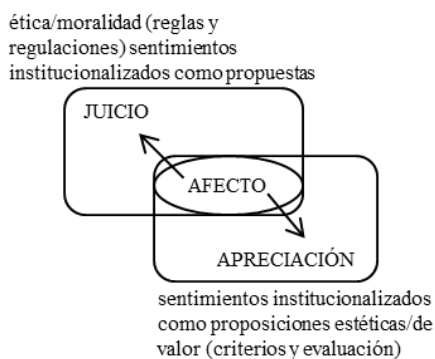 ética/moralidad (reglas y
regulaciones) sentimientos
institucionalizados como propuestas
JUICIO
AFECTO
APRECIACIÓN
sentimientos institucionalizados
como proposiciones estéticas/de
valor (criterios y evaluación)